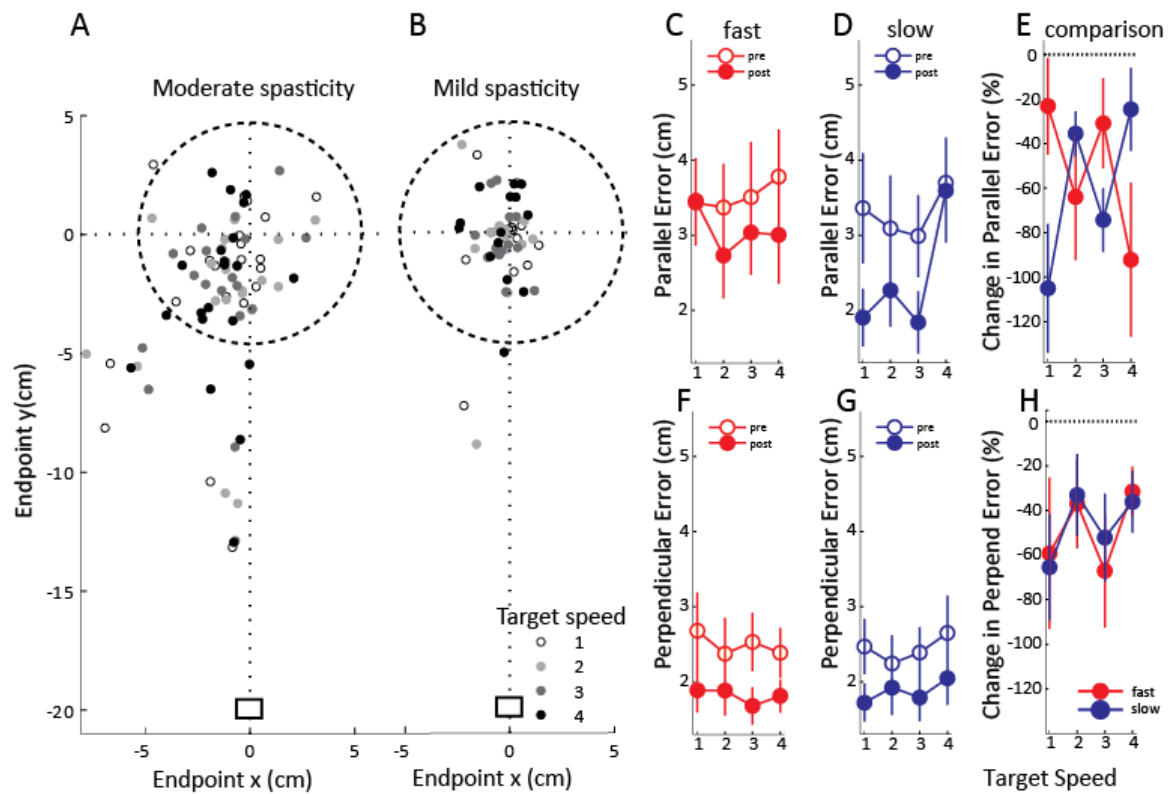 A
B
C
D
E
fast
slow
comparison
Moderate spasticity
Mild spasticity
pre
post
pre
post
5
0
-5
-10
-15
-20
Endpoint y(cm)
-5
0
5
-5
0
5
Endpoint x (cm)
Endpoint x (cm)
Target speed
1
2
3
4
Parallel Error (cm)
5
4
3
2
1
2
3
4
Parallel Error (cm)
5
4
3
2
1
2
3
4
Change in Parallel Error (%)
0
-20
-40
-60
-80
-100
-120
1
2
3
4
F
G
H
pre
post
pre
post
Perpendicular Error (cm)
5
4
3
2
1
2
3
4
Perpendicular Error (cm)
5
4
3
2
1
2
3
4
Change in Perpend Error (%)
0
-20
-40
-60
-80
-100
-120
fast
slow
1
2
3
4
Target Speed